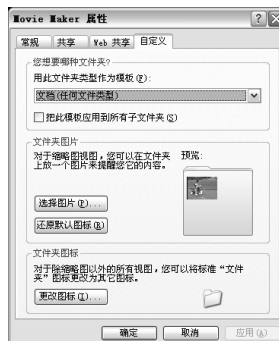 Movie Maker 属性
常规 共享 Web 共享 自定义
您想要哪种文件夹?
用此文件夹类型作为模板(F):
文档(任何文件类型)
把此模板应用到所有子文件夹(S)
文件夹图片
对于缩略图视图,您可以在文件夹
上放一个图片来提醒您它的内容。
预览:
选择图片(P)...
还原默认图标(R)
文件夹图标
对于除缩略图以外的所有视图,您可以将标准“文件
夹”图标更改为其它图标。
更改图标(I)...
确定 取消 应用(A)